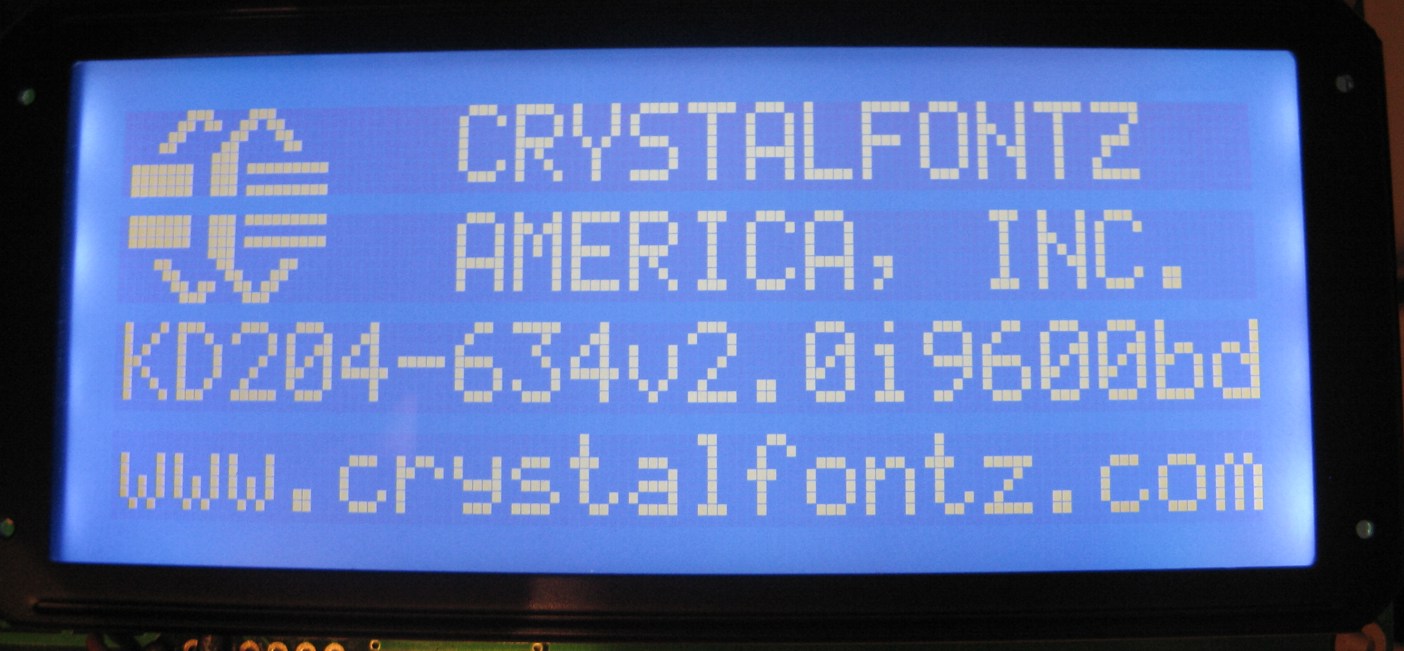 CRYSTALFONTZ
AMERICA, INC.
KD204-634v2.0i9600bd
www.crystalfontz.com